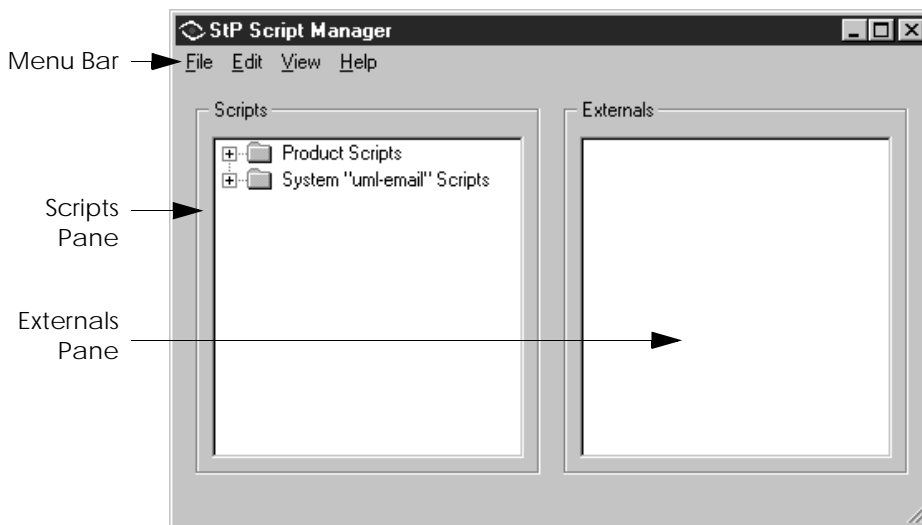 StP Script Manager
Menu Bar
File Edit View Help
Scripts
Externals
Product Scripts
System "uml-email" Scripts
Scripts
Pane
Externals
Pane